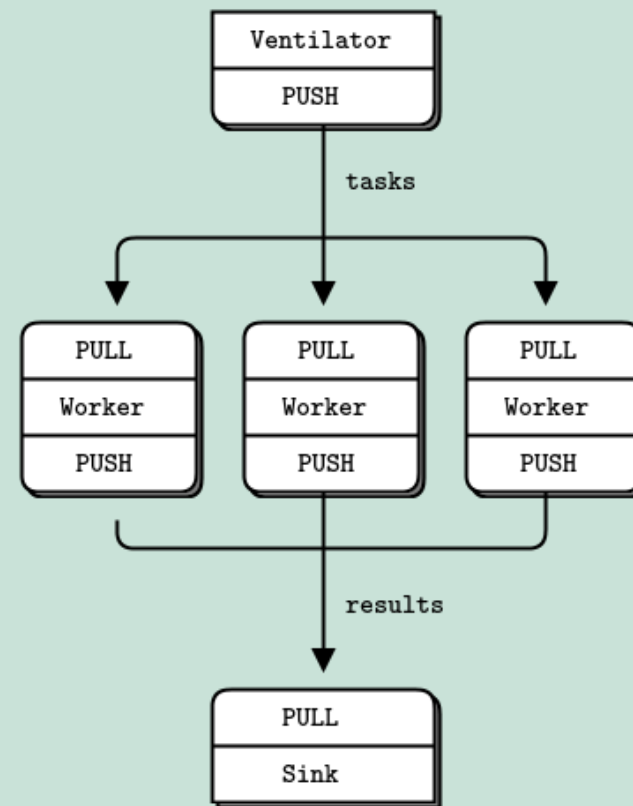 Ventilator
PUSH
tasks
PULL
Worker
PUSH
PULL
Worker
PUSH
PULL
Worker
PUSH
results
PULL
Sink